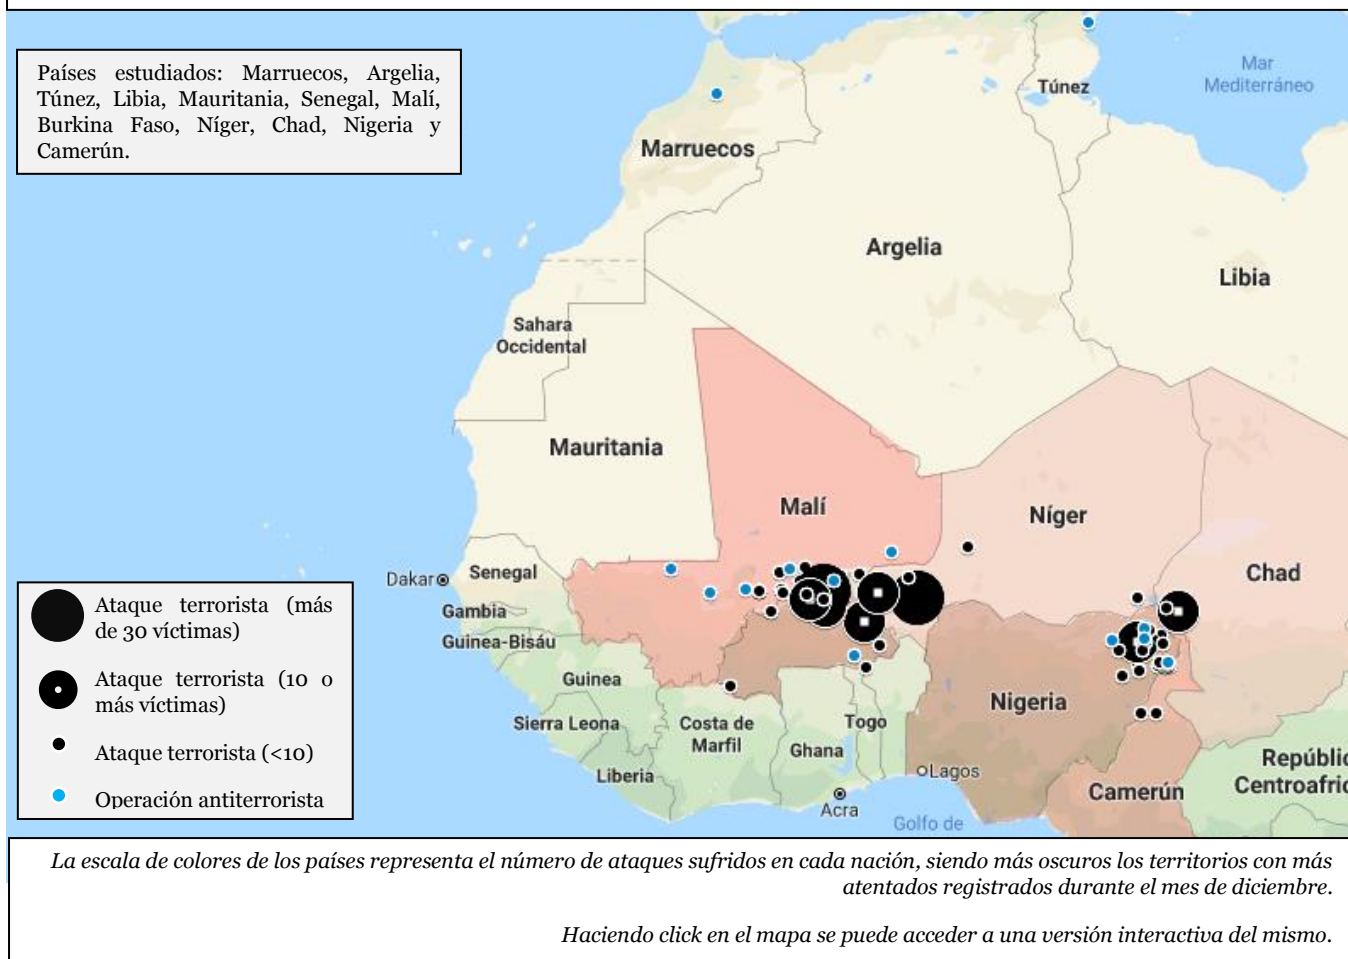 Países estudiados: Marruecos, Argelia,
Túnez, Libia, Mauritania, Senegal, Malí,
Burkina Faso, Níger, Chad, Nigeria y
Camerún.
Mar
Mediterráneo
Túnez
Marruecos
Argelia
Libia
Sahara
Occidental
Mauritania
Malí
Níger
Chad
Dakar
Senegal
Gambia
Guinea-Bisáu
Guinea
Sierra Leona
Liberia
Costa de
Marfil
Ghana
Togo
Acra
Lagos
Nigeria
Camerún
Golfo de
Repúblic
Centroafric
Ataque terrorista (más
de 30 víctimas)
Ataque terrorista (10 o
más víctimas)
Ataque terrorista (<10)
Operación antiterrorista
La escala de colores de los países representa el número de ataques sufridos en cada nación, siendo más oscuros los territorios con más
atentados registrados durante el mes de diciembre.
Haciendo click en el mapa se puede acceder a una versión interactiva del mismo.